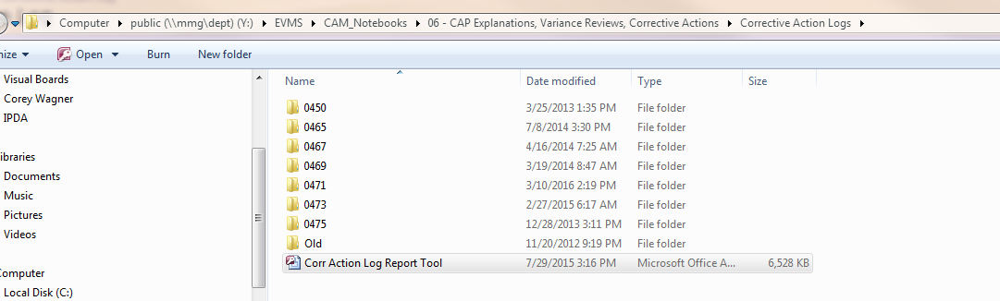 Computer public (\\mmg\dept) (Y:) EVMS CAM_Notebooks 06 - CAP Explanations, Variance Reviews, Corrective Actions Corrective Action Logs
nize Open Burn New folder
Visual Boards
Corey Wagner
IPDA
ibraries
Documents
Music
Pictures
Videos
Computer
Local Disk (C:)
Name Date modified Type Size
0450 3/25/2013 1:35 PM File folder
0465 7/8/2014 3:30 PM File folder
0467 4/16/2014 7:25 AM File folder
0469 3/19/2014 8:47 AM File folder
0471 3/10/2016 2:19 PM File folder
0473 2/27/2015 6:17 AM File folder
0475 12/28/2013 3:11 PM File folder
Old 11/20/2012 9:19 PM File folder
Corr Action Log Report Tool 7/29/2015 3:16 PM Microsoft Office A... 6,528 KB